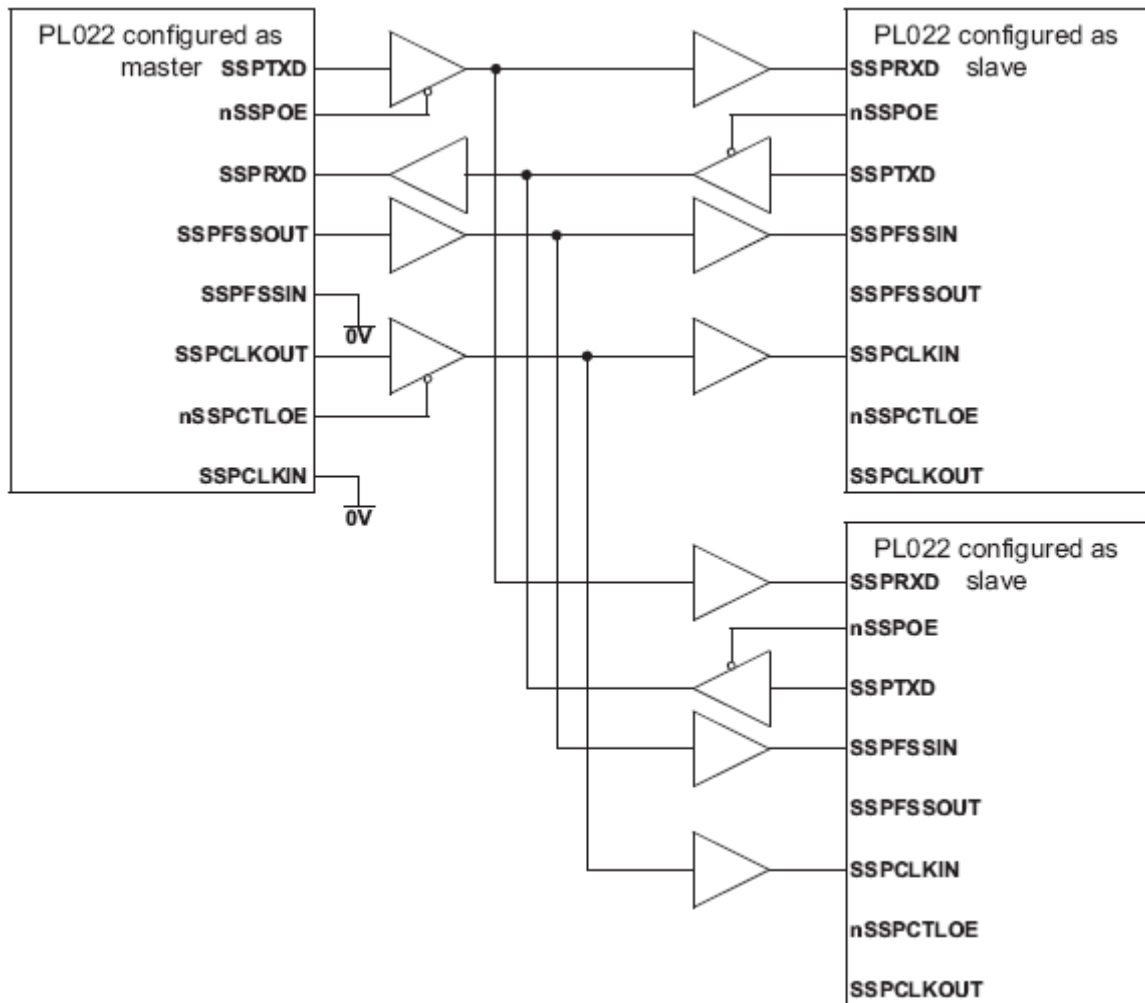 PL022 configured as
master SSPTXD
nSSPOE
SSPRXD
SSPFSSOUT
SSPFSSIN
0V
SSPCLKOUT
nSSPCTLOE
SSPCLKIN
0V
PL022 configured as
SSPRXD slave
nSSPOE
SSPTXD
SSPFSSIN
SSPFSSOUT
SSPCLKIN
nSSPCTLOE
SSPCLKOUT
PL022 configured as
SSPRXD slave
nSSPOE
SSPTXD
SSPFSSIN
SSPFSSOUT
SSPCLKIN
nSSPCTLOE
SSPCLKOUT